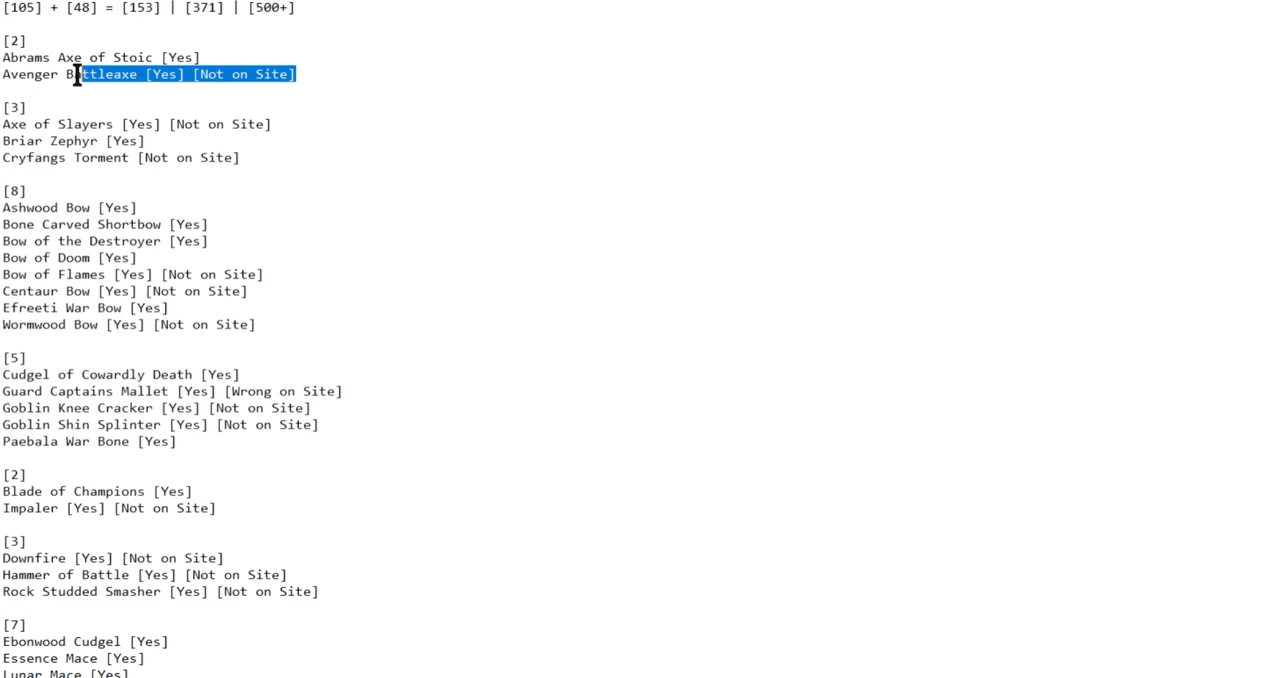 [105] + [48] = [153] | [371] | [500+]
[2]
Abrams Axe of Stoic [Yes]
Avenger Battleaxe [Yes] [Not on Site]
[3]
Axe of Slayers [Yes] [Not on Site]
Briar Zephyr [Yes]
Cryfangs Torment [Not on Site]
[8]
Ashwood Bow [Yes]
Bone Carved Shortbow [Yes]
Bow of the Destroyer [Yes]
Bow of Doom [Yes]
Bow of Flames [Yes] [Not on Site]
Centaur Bow [Yes] [Not on Site]
Efreeti War Bow [Yes]
Wormwood Bow [Yes] [Not on Site]
[5]
Cudgel of Cowardly Death [Yes]
Guard Captains Mallet [Yes] [Wrong on Site]
Goblin Knee Cracker [Yes] [Not on Site]
Goblin Shin Splinter [Yes] [Not on Site]
Paebala War Bone [Yes]
[2]
Blade of Champions [Yes]
Impaler [Yes] [Not on Site]
[3]
Downfire [Yes] [Not on Site]
Hammer of Battle [Yes] [Not on Site]
Rock Studded Smasher [Yes] [Not on Site]
[7]
Ebonwood Cudgel [Yes]
Essence Mace [Yes]
Lunar Mace [Yes]